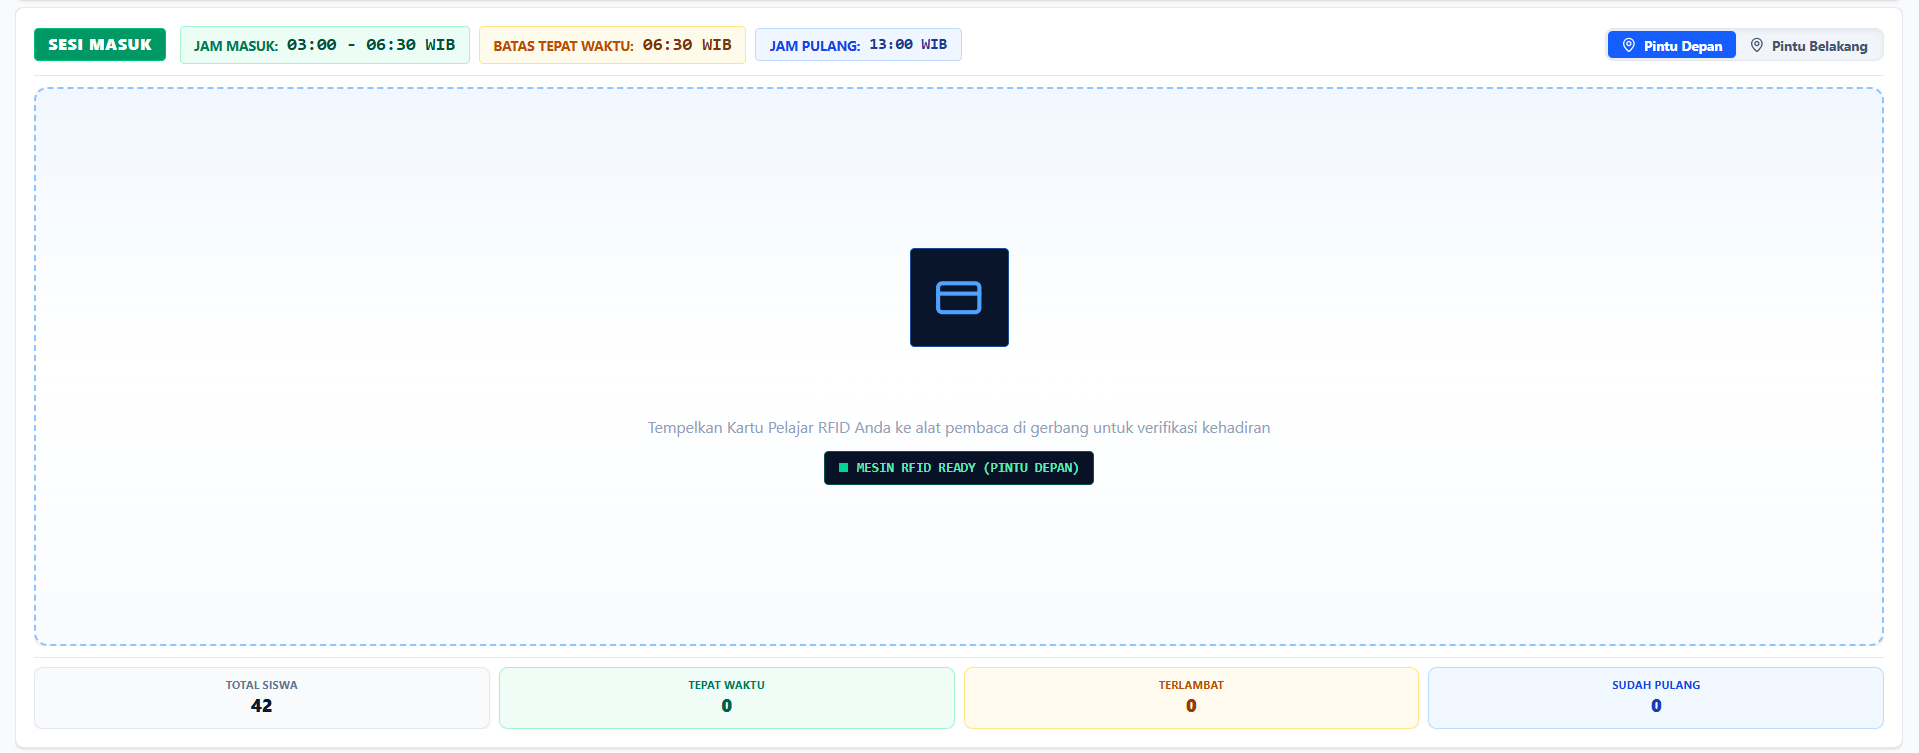 SESI MASUK
JAM MASUK: 03:00 - 06:30 WIB
BATAS TEPAT WAKTU: 06:30 WIB
JAM PULANG: 13:00 WIB
Pintu Depan
Pintu Belakang
Tempelkan Kartu Pelajar RFID Anda ke alat pembaca di gerbang untuk verifikasi kehadiran
MESIN RFID READY (PINTU DEPAN)
TOTAL SISWA
42
TEPAT WAKTU
0
TERLAMBAT
0
SUDAH PULANG
0